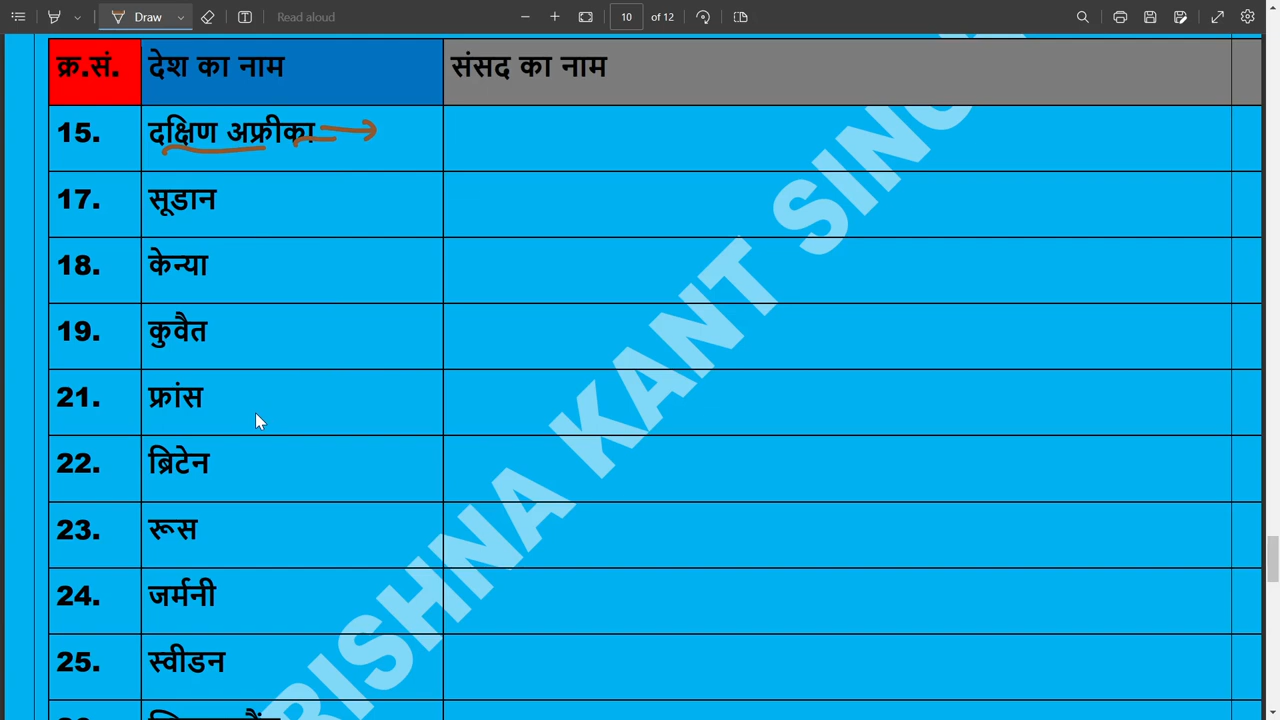 Draw
Read aloud
10 of 12
क्र.सं. देश का नाम संसद का नाम
15. दक्षिण अफ्रीका
17. सूडान
18. केन्या
19. कुवैत
21. फ्रांस
22. ब्रिटेन
23. रूस
24. जर्मनी
25. स्वीडन
RISHNA KANT SING